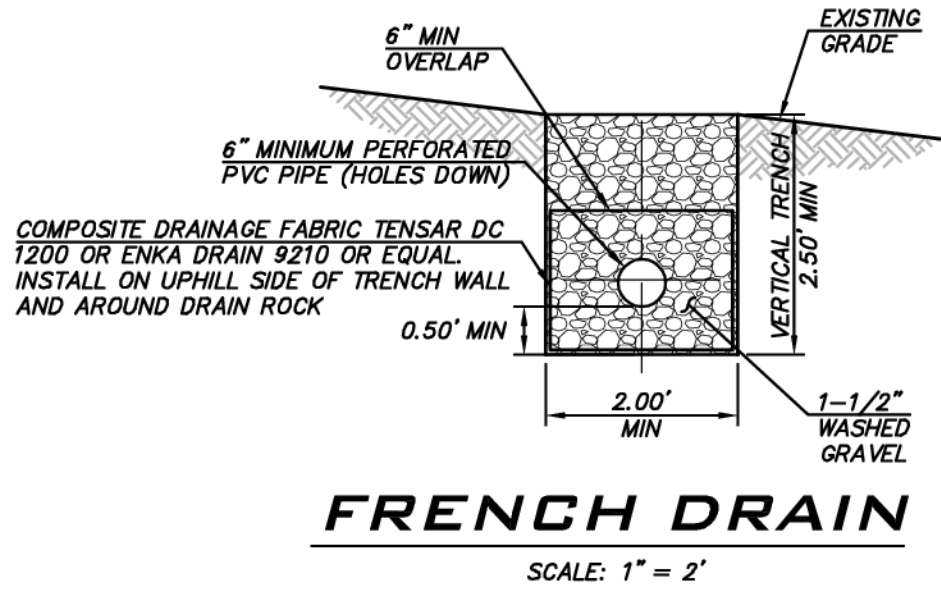 EXISTING
GRADE
6" MIN
OVERLAP
6" MINIMUM PERFORATED
PVC PIPE (HOLES DOWN)
VERTICAL TRENCH
2.50' MIN
COMPOSITE DRAINAGE FABRIC TENSAR DC
1200 OR ENKA DRAIN 9210 OR EQUAL.
INSTALL ON UPHILL SIDE OF TRENCH WALL
AND AROUND DRAIN ROCK
0.50' MIN
2.00'
MIN
1-1/2"
WASHED
GRAVEL
FRENCH DRAIN
SCALE: 1" = 2'